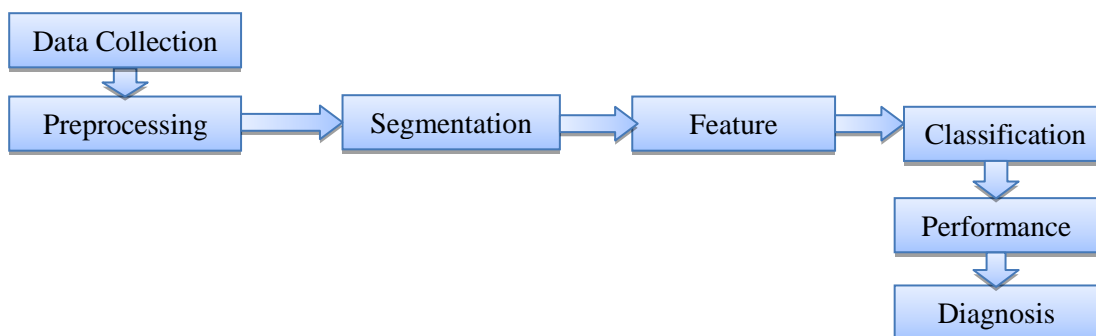 Data Collection
Preprocessing
Segmentation
Feature
Classification
Performance
Diagnosis